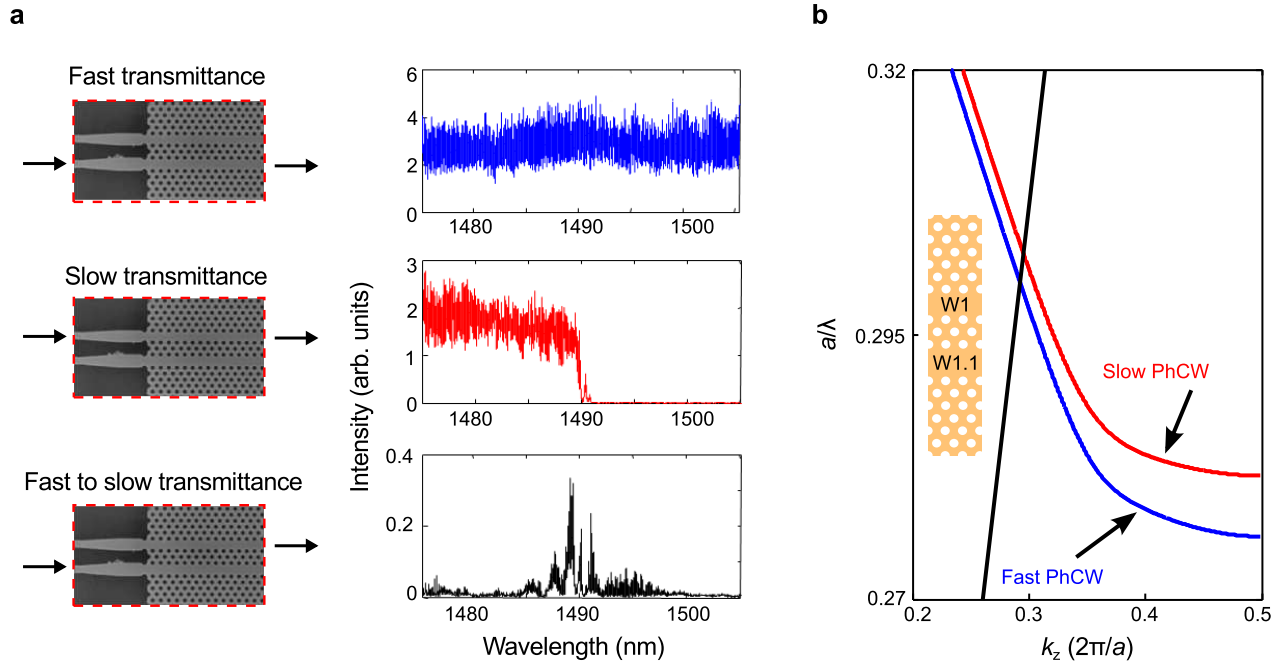 a
Fast transmittance
6
4
2
0
1480
1490
1500
Slow transmittance
3
2
1
0
1480
1490
1500
Fast to slow transmittance
0.4
0.2
0
1480
1490
1500
Intensity (arb. units)
Wavelength (nm)
b
0.32
0.295
0.27
a/λ
W1
W1.1
Slow PhCW
Fast PhCW
0.2
0.3
0.4
0.5
k_z (2π/a)